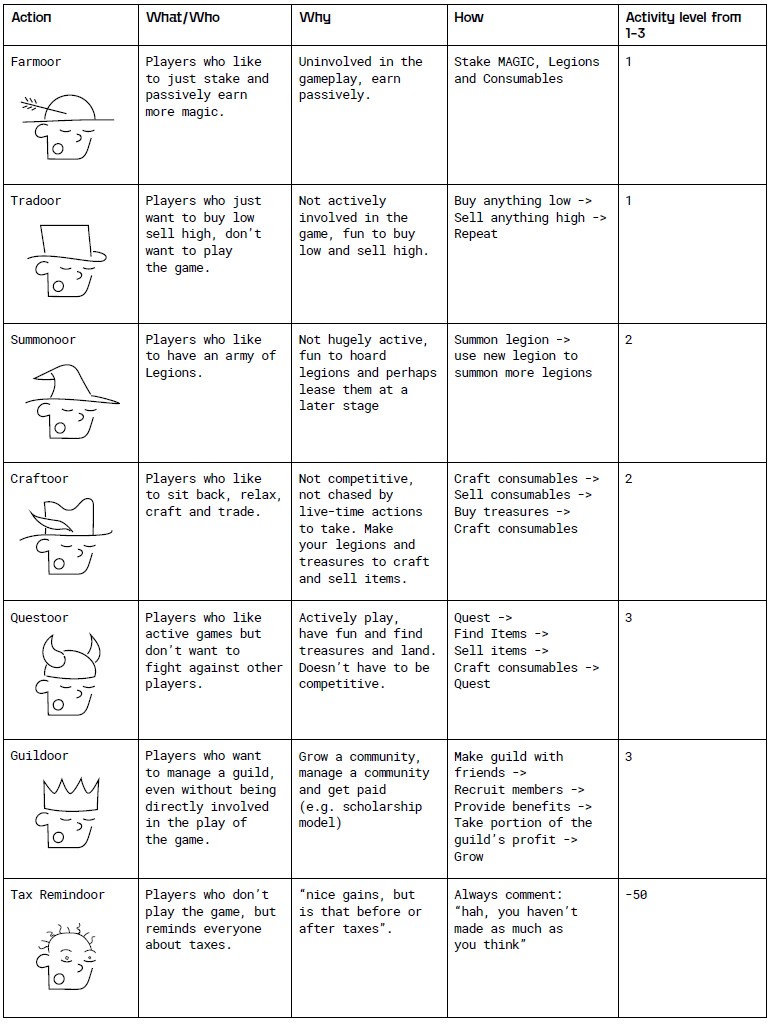 Action
What/Who
Why
How
Activity level from
1-3
Farmoor
Players who like
to just stake and
passively earn
more magic.
Uninvolved in the
gameplay, earn
passively.
Stake MAGIC, Legions
and Consumables
1
Tradoor
Players who just
want to buy low
sell high, don't
want to play
the game.
Not actively
involved in the
game, fun to buy
low and sell high.
Buy anything low ->
Sell anything high ->
Repeat
1
Summonoor
Players who like
to have an army of
Legions.
Not hugely active,
fun to hoard
legions and perhaps
lease them at a
later stage
Summon legion ->
use new legion to
summon more legions
2
Craftoor
Players who like
to sit back, relax,
craft and trade.
Not competitive,
not chased by
live-time actions
to take. Make
your legions and
treasures to craft
and sell items.
Craft consumables ->
Sell consumables ->
Buy treasures ->
Craft consumables
2
Questoor
Players who like
active games but
don't want to
fight against other
players.
Actively play,
have fun and find
treasures and land.
Doesn't have to be
competitive.
Quest ->
Find Items ->
Sell items ->
Craft consumables ->
Quest
3
Guildoor
Players who want
to manage a guild,
even without being
directly involved
in the play of
the game.
Grow a community,
manage a community
and get paid
(e.g. scholarship
model)
Make guild with
friends ->
Recruit members ->
Provide benefits ->
Take portion of the
guild's profit ->
Grow
3
Tax Remindoor
Players who don't
play the game, but
reminds everyone
about taxes.
"nice gains, but
is that before or
after taxes".
Always comment:
"hah, you haven't
made as much as
you think"
-50